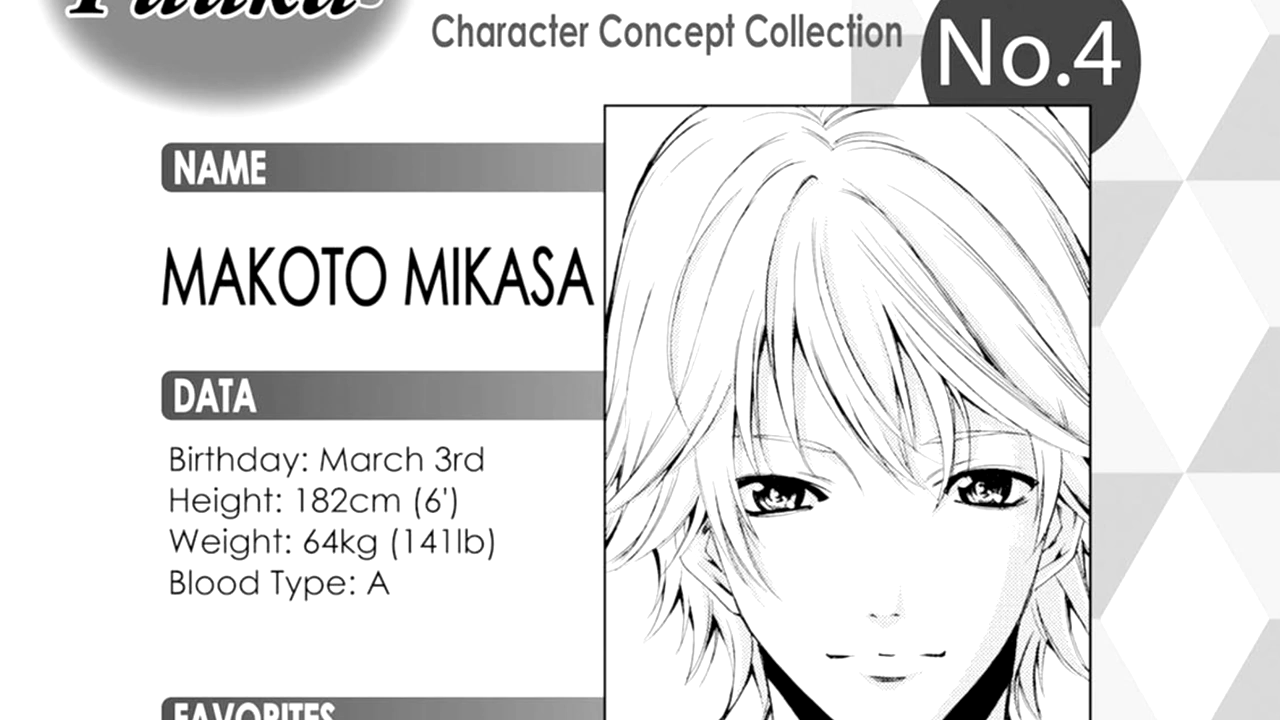 Character Concept Collection
No.4
NAME
MAKOTO MIKASA
DATA
Birthday: March 3rd
Height: 182cm (6')
Weight: 64kg (141lb)
Blood Type: A
FAVORITES